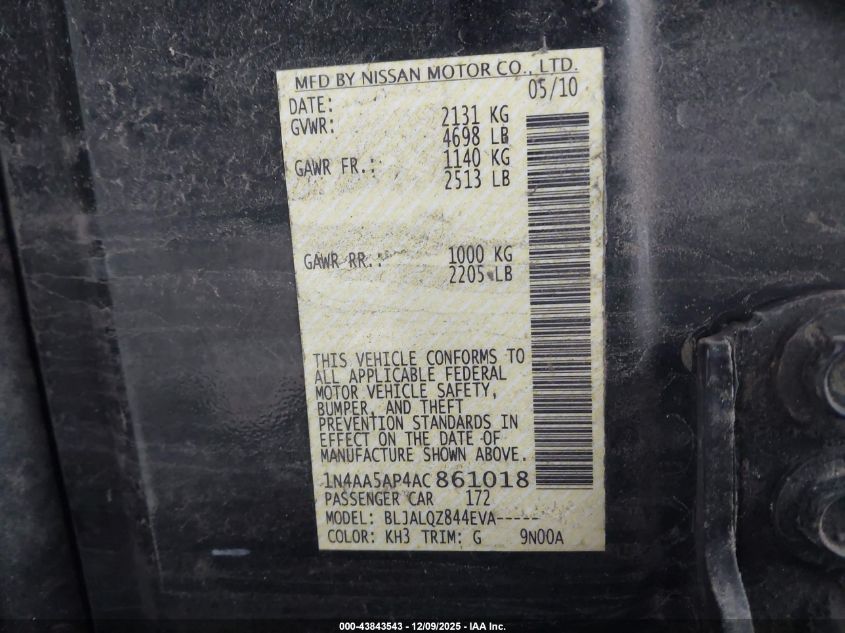 MFD BY NISSAN MOTOR CO., LTD.
DATE: 05/10
GVWR: 2131 KG
4698 LB
GAWR FR.: 1140 KG
2513 LB
GAWR RR.: 1000 KG
2205 LB
THIS VEHICLE CONFORMS TO
ALL APPLICABLE FEDERAL
MOTOR VEHICLE SAFETY,
BUMPER, AND THEFT
PREVENTION STANDARDS IN
EFFECT ON THE DATE OF
MANUFACTURE SHOWN ABOVE.
1N4AA5AP4AC861018
PASSENGER CAR 172
MODEL: BLJALQZ844EVA-----
COLOR: KH3 TRIM: G 9N00A
000-43843543 / 12/09/2025 - IAA Inc.